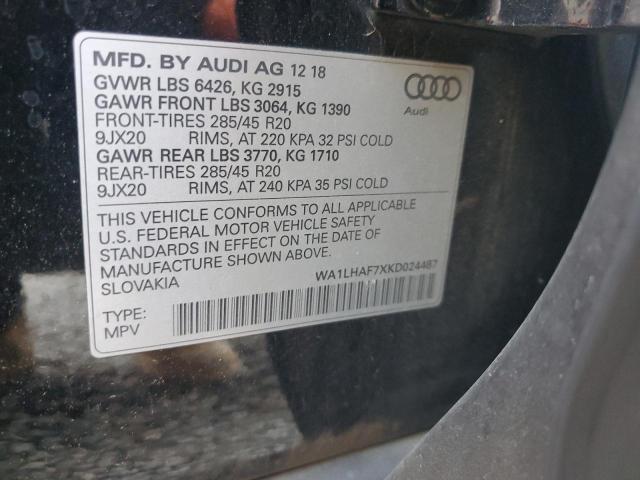 MFD. BY AUDI AG 12 18
GVWR LBS 6426, KG 2915
GAWR FRONT LBS 3064, KG 1390
FRONT-TIRES 285/45 R20
9JX20 RIMS, AT 220 KPA 32 PSI COLD
GAWR REAR LBS 3770, KG 1710
REAR-TIRES 285/45 R20
9JX20 RIMS, AT 240 KPA 35 PSI COLD
Audi
THIS VEHICLE CONFORMS TO ALL APPLICABLE
U.S. FEDERAL MOTOR VEHICLE SAFETY
STANDARDS IN EFFECT ON THE DATE OF
MANUFACTURE SHOWN ABOVE.
SLOVAKIA
WA1LHAF7XKD024487
TYPE:
MPV